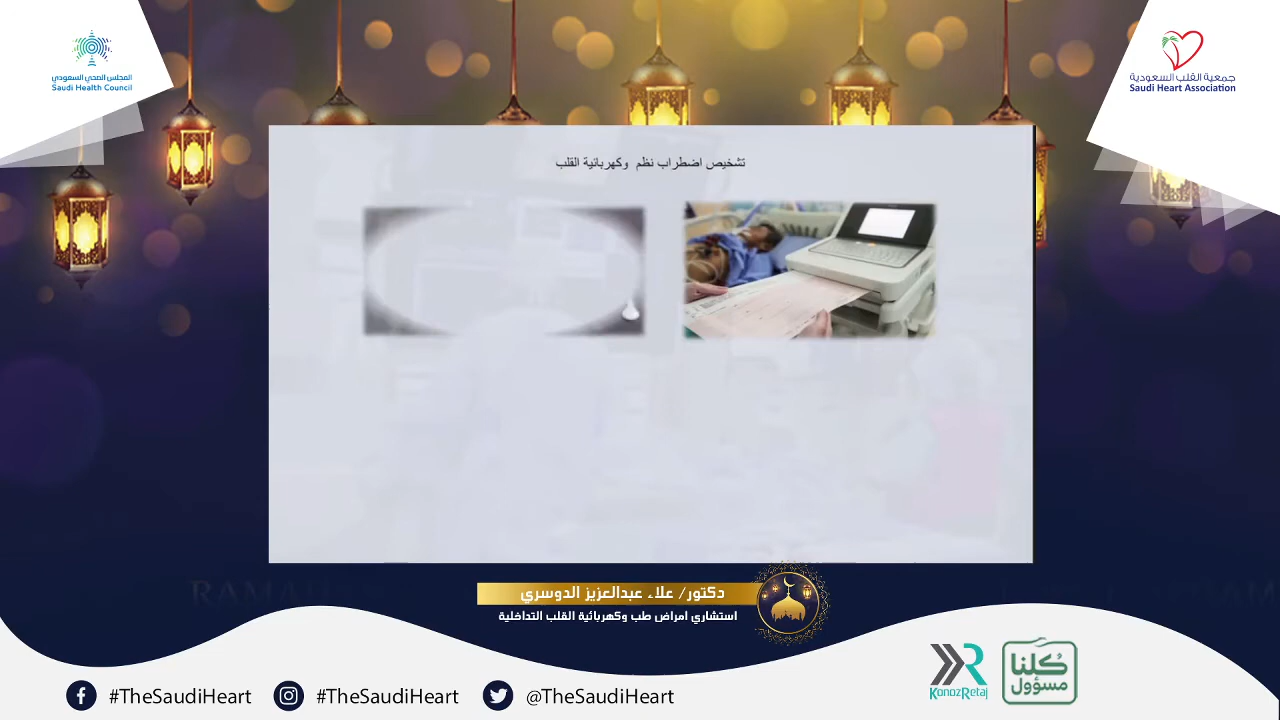 المجلس الصحي السعودي
Saudi Health Council
جمعية القلب السعودية
Saudi Heart Association
تشخيص اضطراب نظم وكهربائية القلب
دكتور/ علاء عبدالعزيز الدوسري
استشاري امراض طب وكهربائية القلب التداخلية
#TheSaudiHeart
#TheSaudiHeart
@TheSaudiHeart
KonozRetaj
كلنا
مسؤول